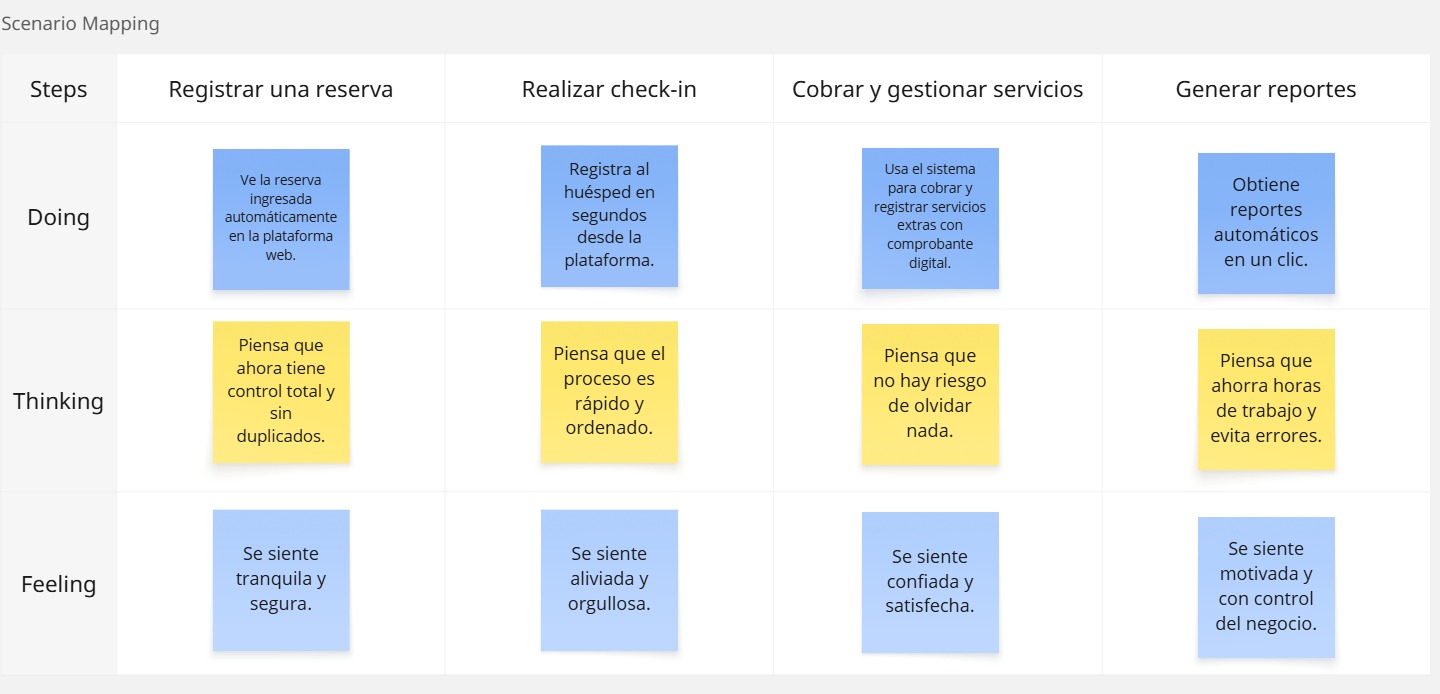 Scenario Mapping
Steps
Registrar una reserva
Realizar check-in
Cobrar y gestionar servicios
Generar reportes
Doing
Ve la reserva
ingresada
automáticamente
en la plataforma
web.
Registra al
huésped en
segundos
desde la
plataforma.
Usa el sistema
para cobrar y
registrar servicios
extras con
comprobante
digital.
Obtiene
reportes
automáticos
en un clic.
Thinking
Piensa que
ahora tiene
control total y
sin
duplicados.
Piensa que el
proceso es
rápido y
ordenado.
Piensa que
no hay riesgo
de olvidar
nada.
Piensa que
ahorra horas
de trabajo y
evita errores.
Feeling
Se siente
tranquila y
segura.
Se siente
aliviada y
orgullosa.
Se siente
confiada y
satisfecha.
Se siente
motivada y
con control
del negocio.